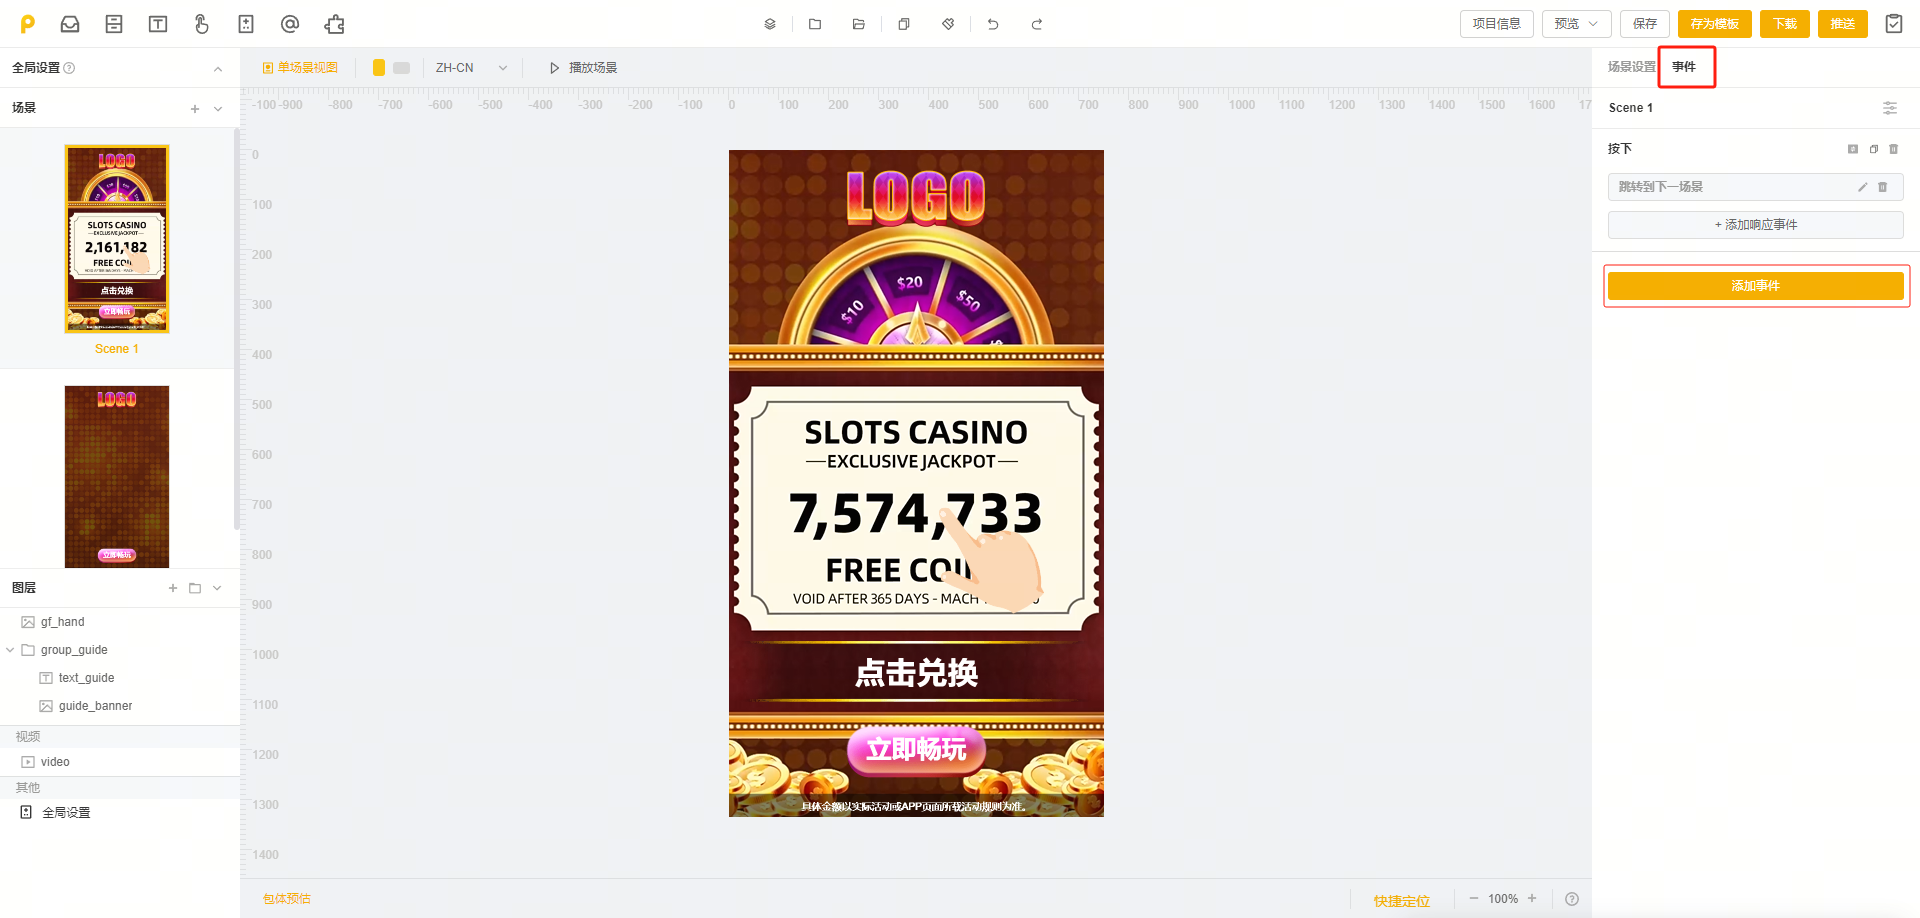 项目信息
预览
保存
存为模板
下载
推送
全局设置
单场景视图
ZH-CN
播放场景
场景设置
事件
场景
-100
-900
-800
-700
-600
-500
-400
-300
-200
-100
0
100
200
300
400
500
600
700
800
900
1000
1100
1200
1300
1400
1500
1600
17
Scene 1
按下
跳转到下一场景
+ 添加响应事件
添加事件
LOGO
SLOTS CASINO
EXCLUSIVE JACKPOT
2,161,182
FREE COI
点击兑换
立即畅玩
Scene 1
LOGO
立即畅玩
图层
gf_hand
group_guide
text_guide
guide_banner
视频
video
其他
全局设置
0
100
200
300
400
500
600
700
800
900
1000
1100
1200
1300
1400
LOGO
$10
$20
$50
SLOTS CASINO
EXCLUSIVE JACKPOT
7,574,733
FREE COI
VOID AFTER 365 DAYS - MACH
点击兑换
立即畅玩
具体金额以实际活动或APP页面所载活动规则为准。
包体预估
快捷定位
100%